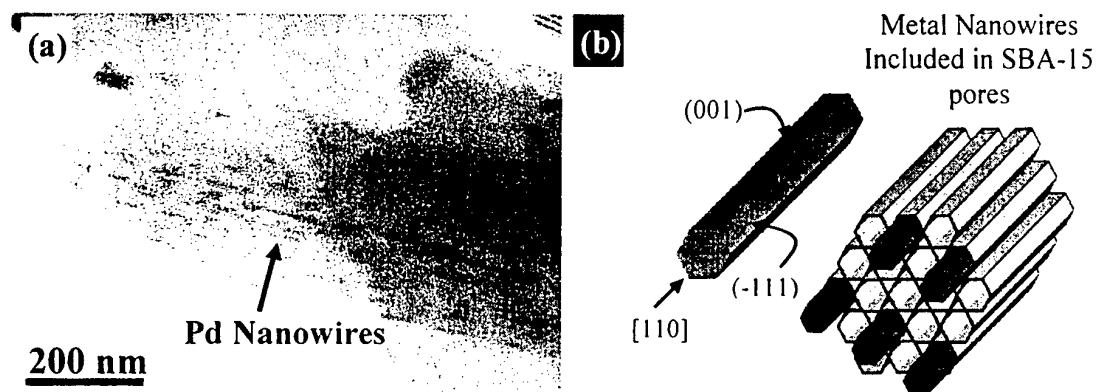 (a)
Pd Nanowires
200 nm
(b)
Metal Nanowires
Included in SBA-15
pores
(001)
(-111)
[110]